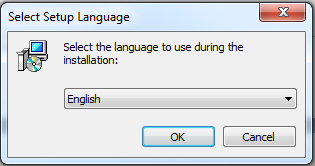 Select Setup Language
Select the language to use during the
installation:
English
OK
Cancel